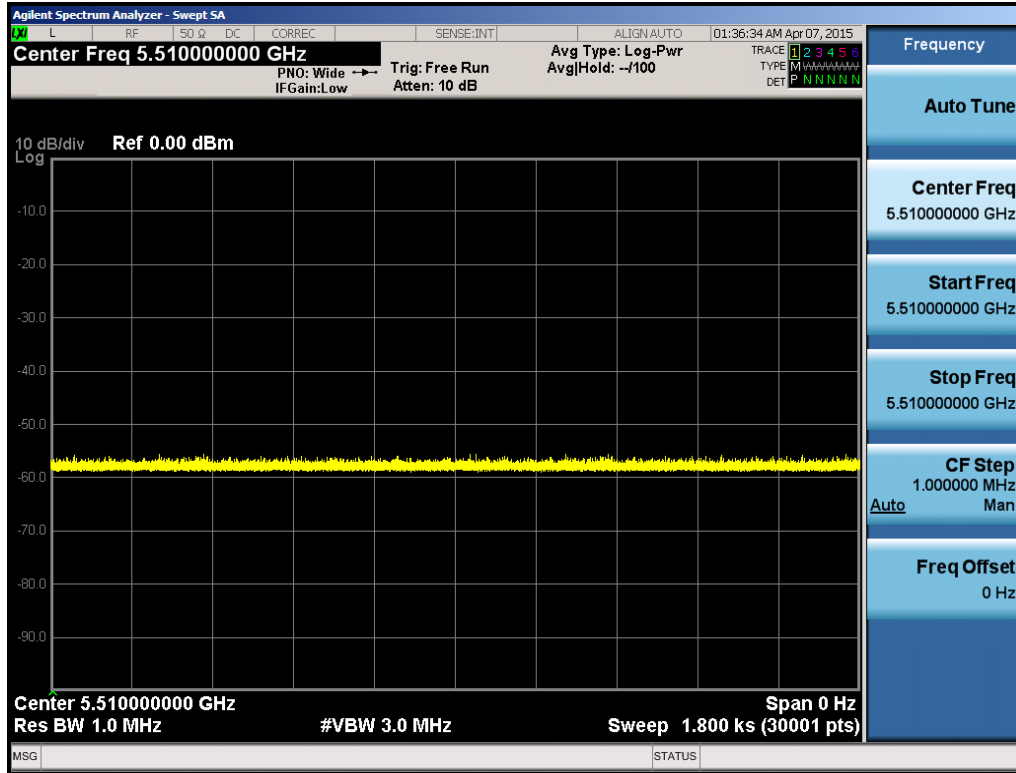 Agilent Spectrum Analyzer - Swept SA
LXI L RF 50 Ω DC CORREC SENSE:INT ALIGN AUTO 01:36:34 AM Apr 07, 2015
Center Freq 5.510000000 GHz
PNO: Wide
IFGain:Low
Trig: Free Run
Atten: 10 dB
Avg Type: Log-Pwr
Avg|Hold: --/100
TRACE 1 2 3 4 5 6
TYPE M
DET P N N N N N
10 dB/div Ref 0.00 dBm
Log
-10.0
-20.0
-30.0
-40.0
-50.0
-60.0
-70.0
-80.0
-90.0
Center 5.510000000 GHz Span 0 Hz
Res BW 1.0 MHz #VBW 3.0 MHz Sweep 1.800 ks (30001 pts)
MSG STATUS
Frequency
Auto Tune
Center Freq
5.510000000 GHz
Start Freq
5.510000000 GHz
Stop Freq
5.510000000 GHz
CF Step
1.000000 MHz
Auto Man
Freq Offset
0 Hz